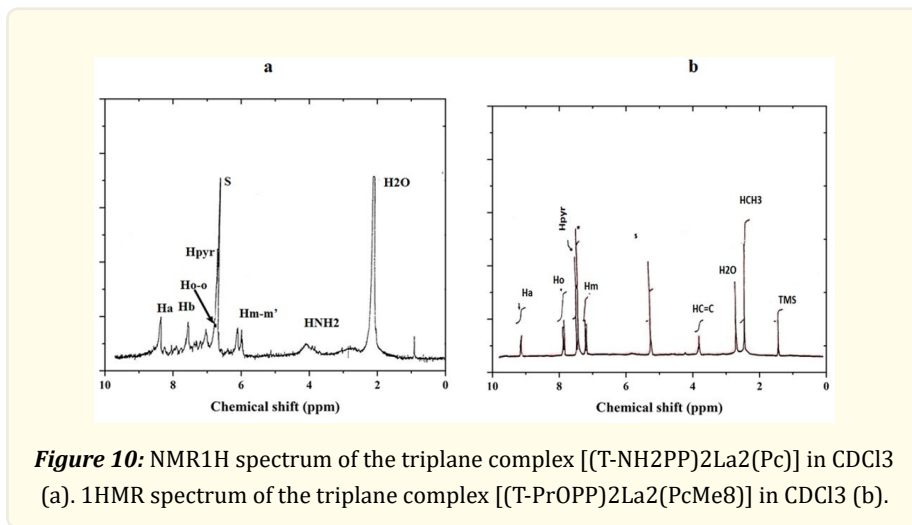 a
S
H2O
Hpyr
Ho-o
Ha
Hb
Hm-m'
HNH2
10
8
6
4
2
0
Chemical shift (ppm)
b
HCH3
Hpyr
*
s
H2O
Ho
Hm
Ha
HC=C
TMS
10
8
6
4
2
0
Chemical shift (ppm)
Figure 10: NMR1H spectrum of the triplane complex [(T-NH2PP)2La2(Pc)] in CDCl3
(a). 1HMR spectrum of the triplane complex [(T-PrOPP)2La2(PcMe8)] in CDCl3 (b).